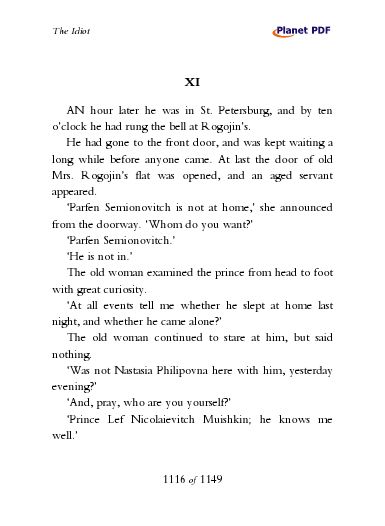 The Idiot
Planet PDF
XI
AN hour later he was in St. Petersburg, and by ten
o'clock he had rung the bell at Rogojin's.
He had gone to the front door, and was kept waiting a
long while before anyone came. At last the door of old
Mrs. Rogojin's flat was opened, and an aged servant
appeared.
'Parfen Semionovitch is not at home,' she announced
from the doorway. 'Whom do you want?'
'Parfen Semionovitch.'
'He is not in.'
The old woman examined the prince from head to foot
with great curiosity.
'At all events tell me whether he slept at home last
night, and whether he came alone?'
The old woman continued to stare at him, but said
nothing.
'Was not Nastasia Philipovna here with him, yesterday
evening?'
'And, pray, who are you yourself?'
'Prince Lef Nicolaievitch Muishkin; he knows me
well.'
1116 of 1149